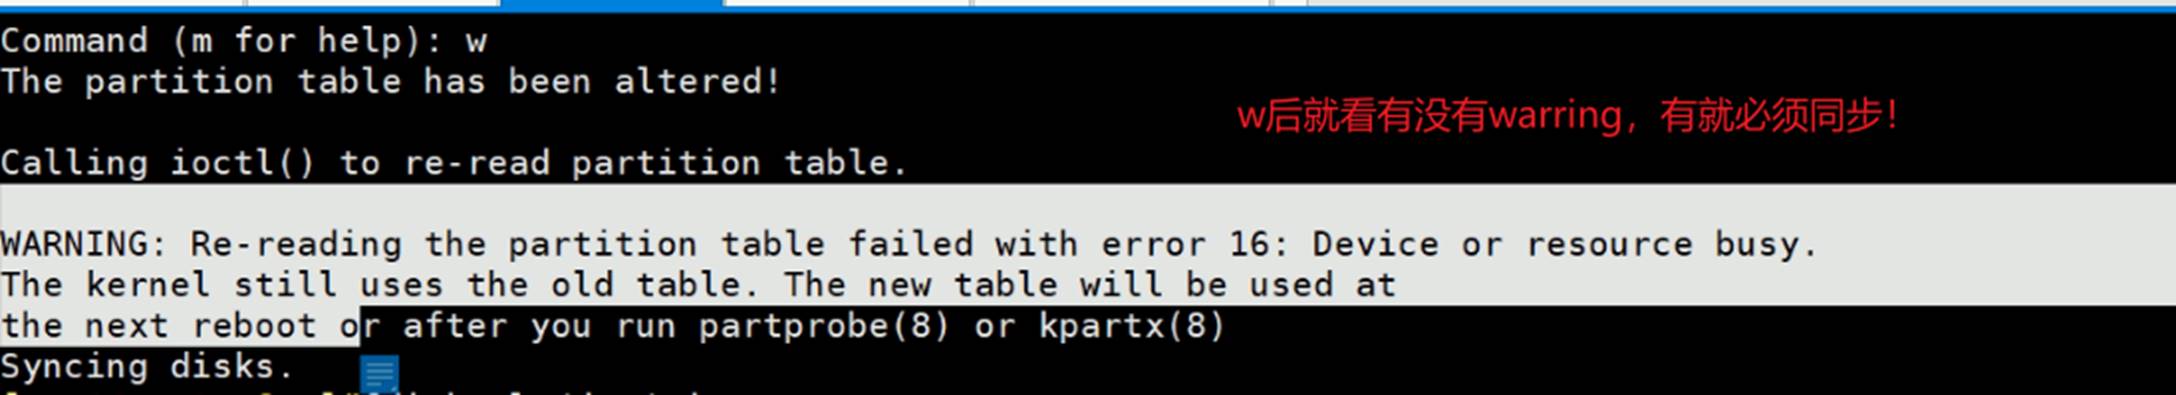 Command (m for help): w
The partition table has been altered!
w后就看有没有warring，有就必须同步！
Calling ioctl() to re-read partition table.
WARNING: Re-reading the partition table failed with error 16: Device or resource busy.
The kernel still uses the old table. The new table will be used at
the next reboot or after you run partprobe(8) or kpartx(8)
Syncing disks.